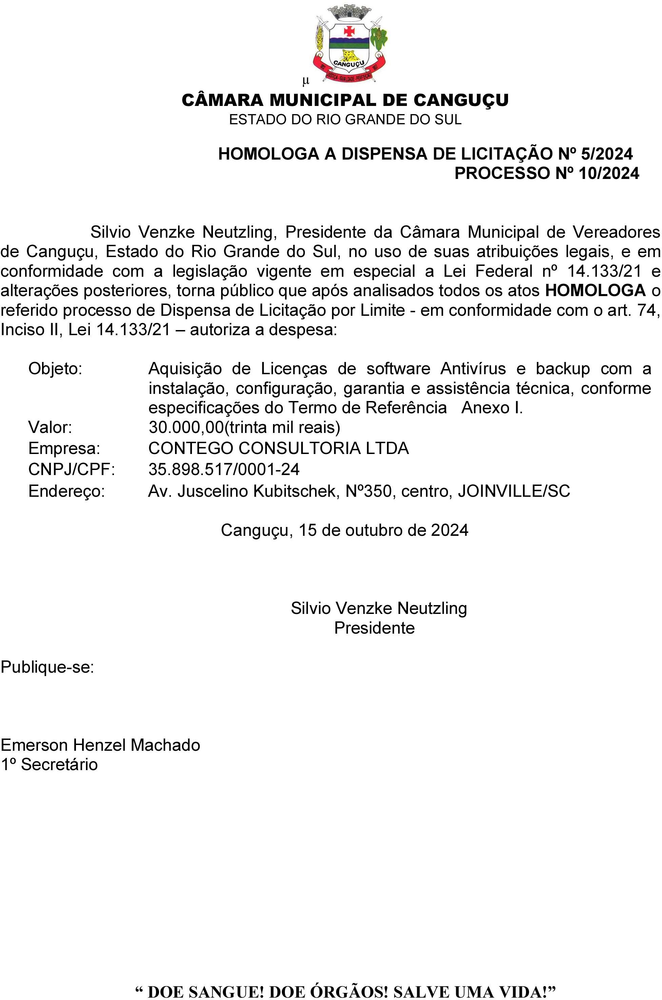 CANGUÇU
1812
JUSTIÇA - IGUALDADE - PERFEIÇÃO
1857
µ
CÂMARA MUNICIPAL DE CANGUÇU
ESTADO DO RIO GRANDE DO SUL
HOMOLOGA A DISPENSA DE LICITAÇÃO Nº 5/2024
PROCESSO Nº 10/2024
Silvio Venzke Neutzling, Presidente da Câmara Municipal de Vereadores
de Canguçu, Estado do Rio Grande do Sul, no uso de suas atribuições legais, e em
conformidade com a legislação vigente em especial a Lei Federal nº 14.133/21 e
alterações posteriores, torna público que após analisados todos os atos HOMOLOGA o
referido processo de Dispensa de Licitação por Limite - em conformidade com o art. 74,
Inciso II, Lei 14.133/21 – autoriza a despesa:
Objeto: Aquisição de Licenças de software Antivírus e backup com a
instalação, configuração, garantia e assistência técnica, conforme
especificações do Termo de Referência Anexo I.
Valor: 30.000,00(trinta mil reais)
Empresa: CONTEGO CONSULTORIA LTDA
CNPJ/CPF: 35.898.517/0001-24
Endereço: Av. Juscelino Kubitschek, Nº350, centro, JOINVILLE/SC
Canguçu, 15 de outubro de 2024
Silvio Venzke Neutzling
Presidente
Publique-se:
Emerson Henzel Machado
1º Secretário
“ DOE SANGUE! DOE ÓRGÃOS! SALVE UMA VIDA!”